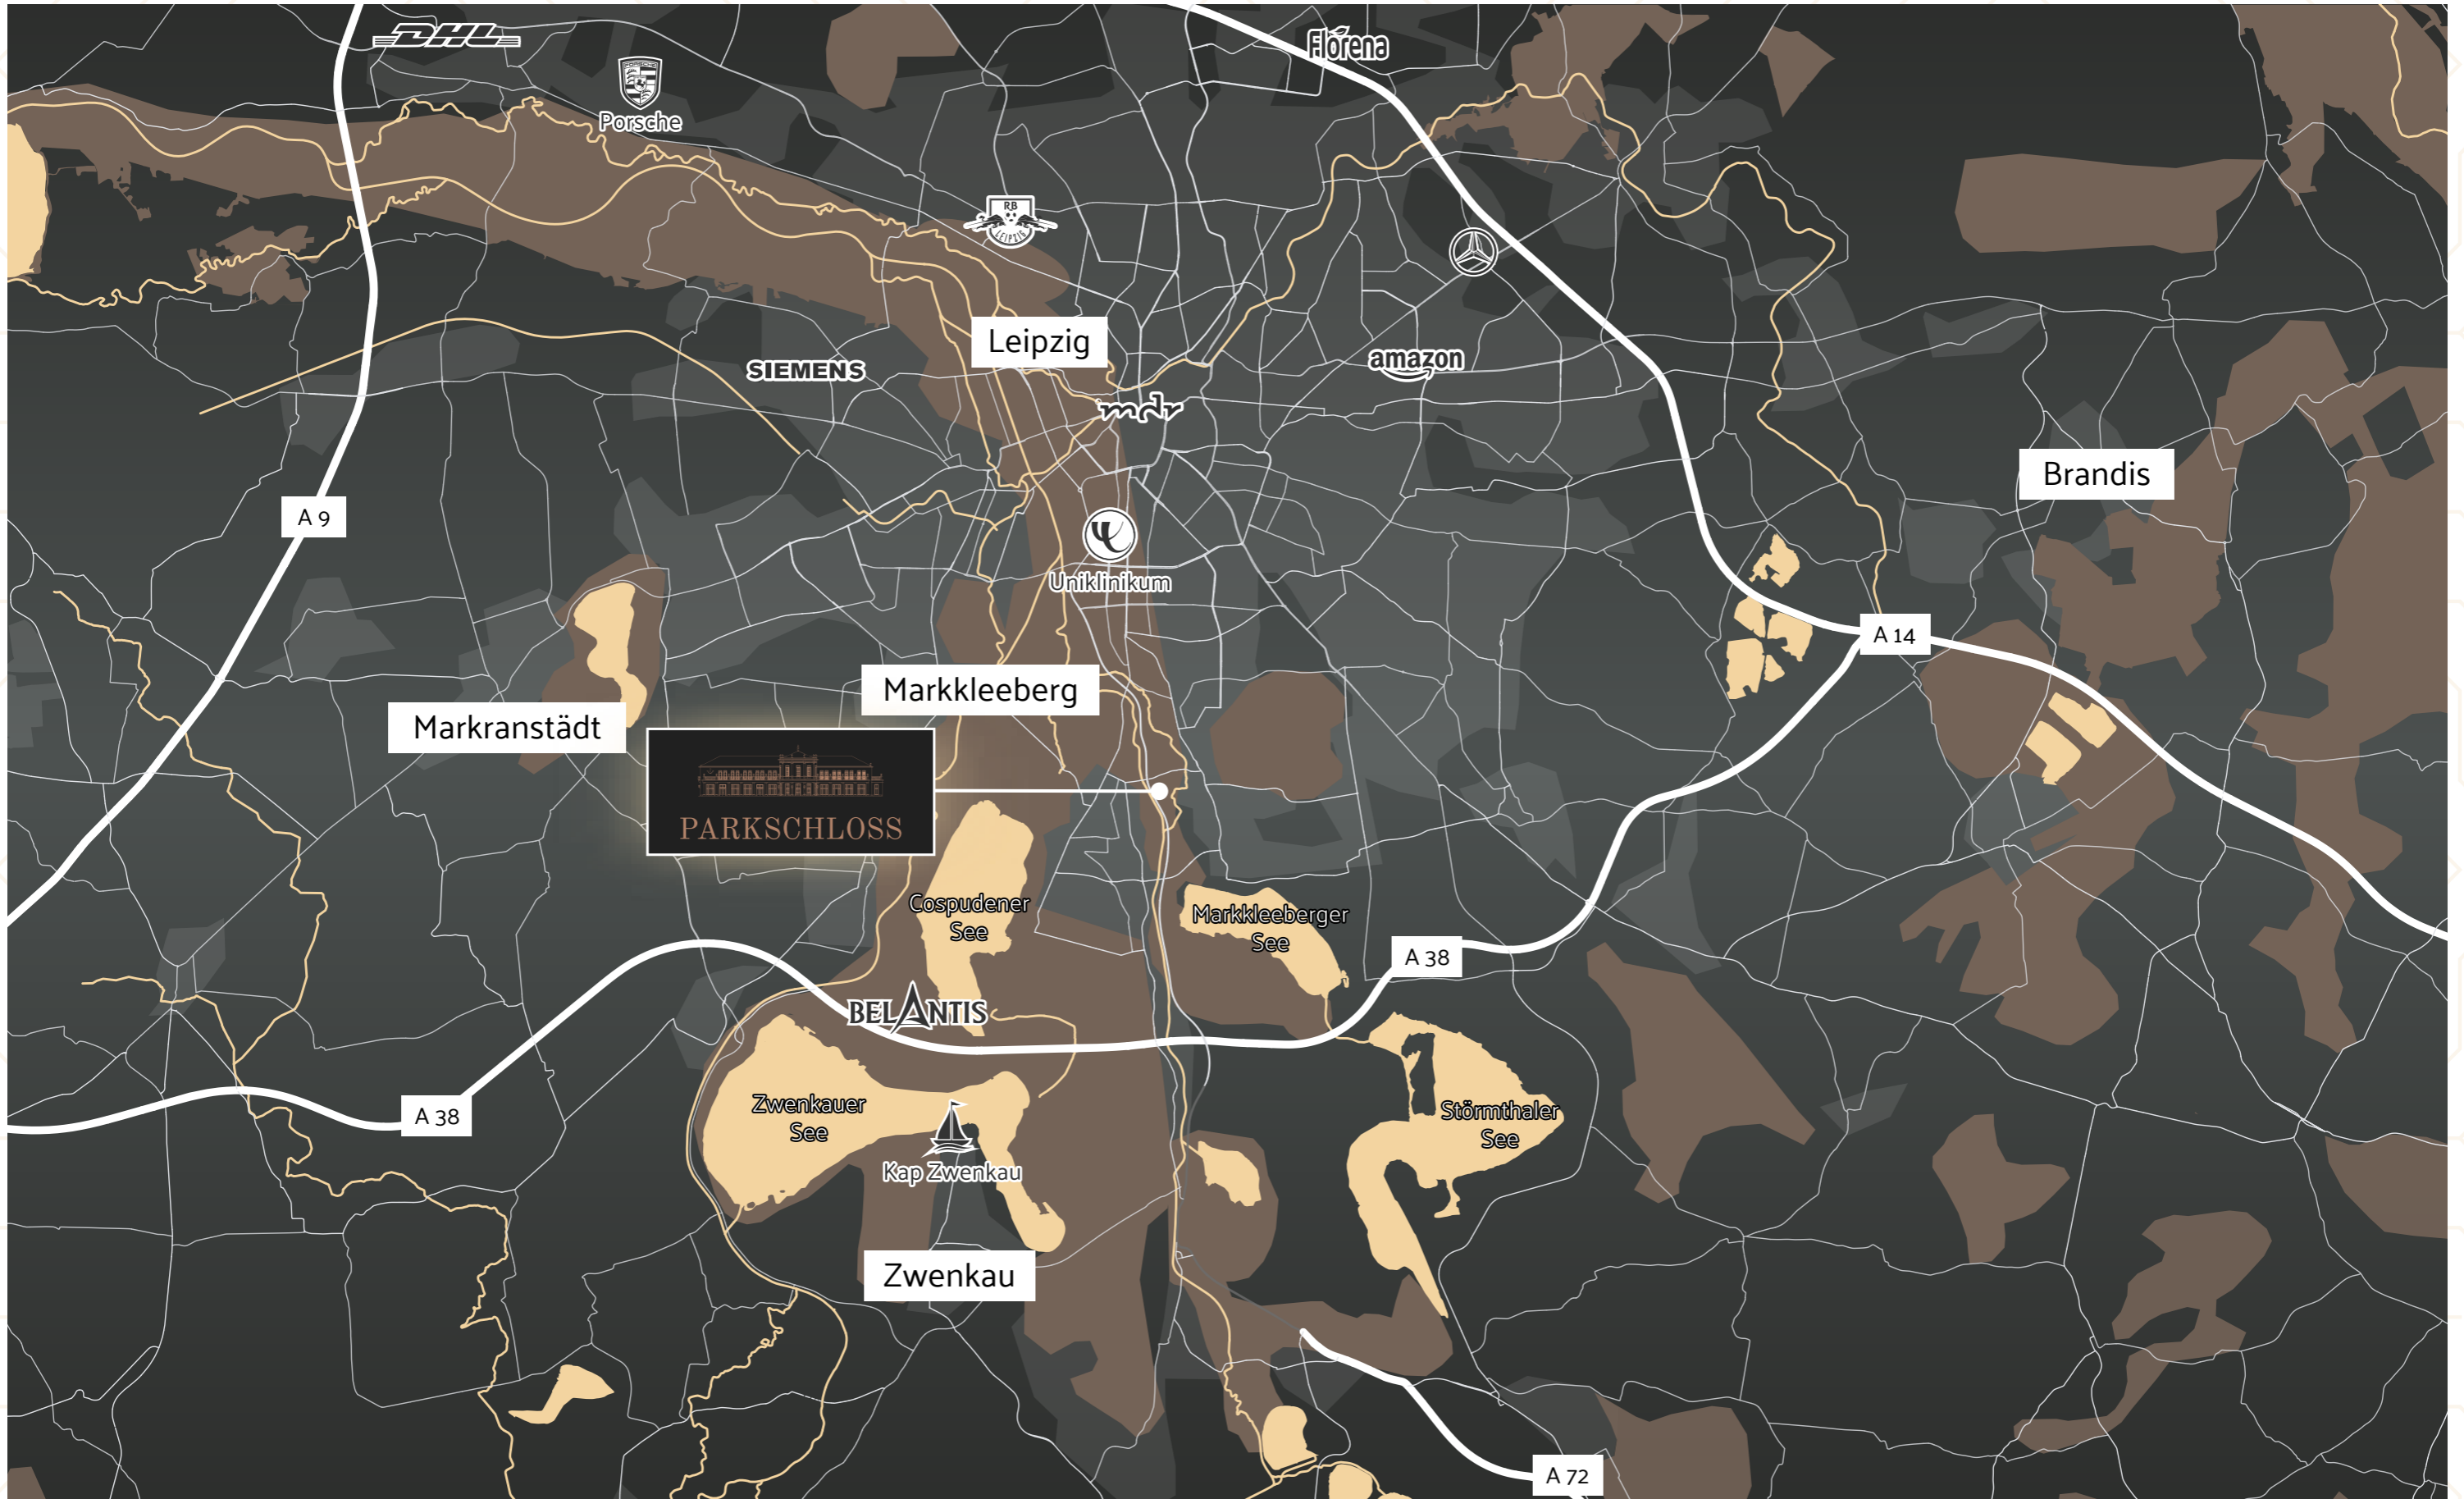 DHL
Florena
PORSCHE
Porsche
RB
LEIPZIG
Leipzig
SIEMENS
amazon
mdr
Brandis
A 9
Uniklinikum
A 14
Markkleeberg
Markranstädt
PARKSCHLOSS
Cospudener
See
Markkleeberger
See
A 38
BELANTIS
Zwenkauer
See
A 38
Störmthaler
See
Kap Zwenkau
Zwenkau
A 72